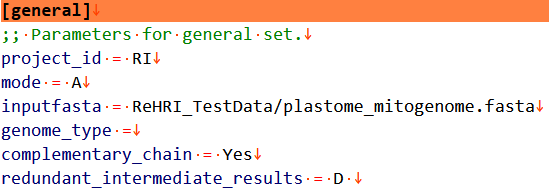 [general]
;; Parameters for general set.
project_id = RI
mode = A
inputfasta = ReHRI_TestData/plastome_mitogenome.fasta
genome_type =
complementary_chain = Yes
redundant_intermediate_results = D